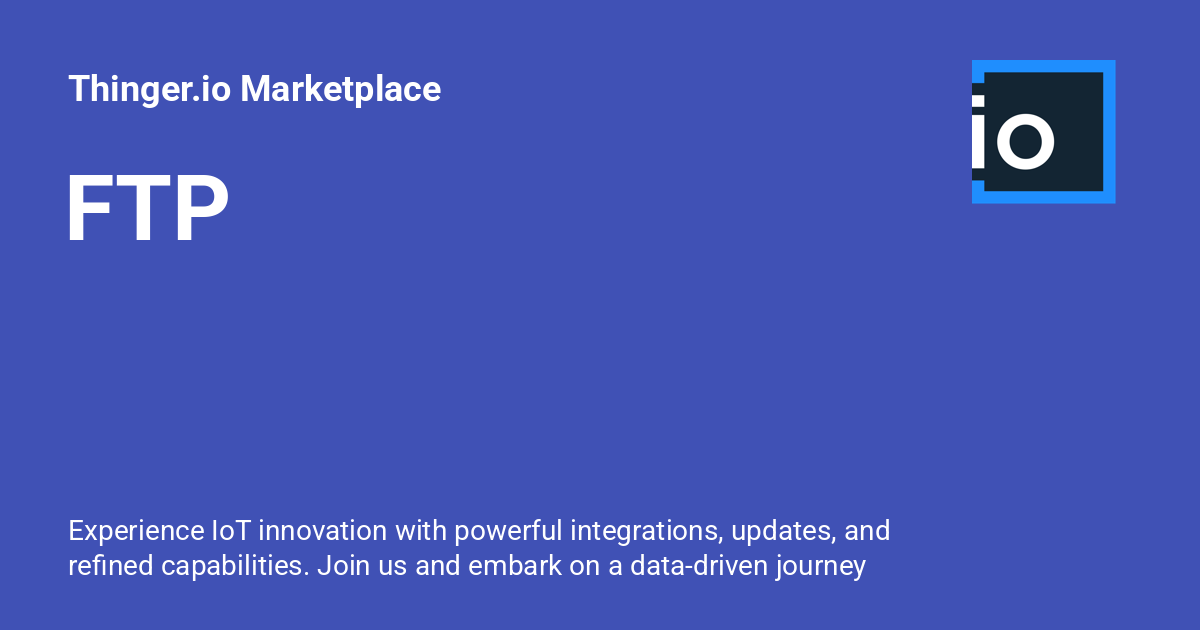 Thinger.io Marketplace
io
FTP
Experience IoT innovation with powerful integrations, updates, and
refined capabilities. Join us and embark on a data-driven journey